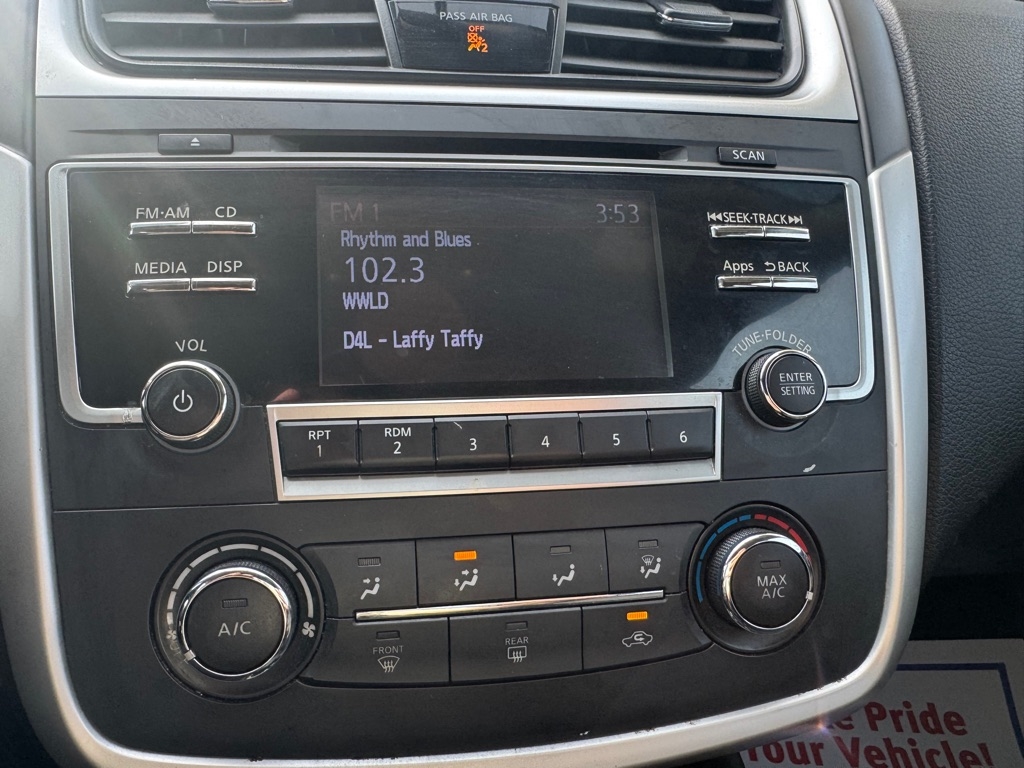 PASS AIR BAG
OFF
2
SCAN
FM·AM CD
MEDIA DISP
VOL
FM 1 3:53
Rhythm and Blues
102.3
WWLD
D4L - Laffy Taffy
SEEK·TRACK
Apps BACK
TUNE·FOLDER
ENTER
SETTING
RPT
1
RDM
2
3
4
5
6
A/C
FRONT
REAR
MAX
A/C
Pride
Your Vehicle!